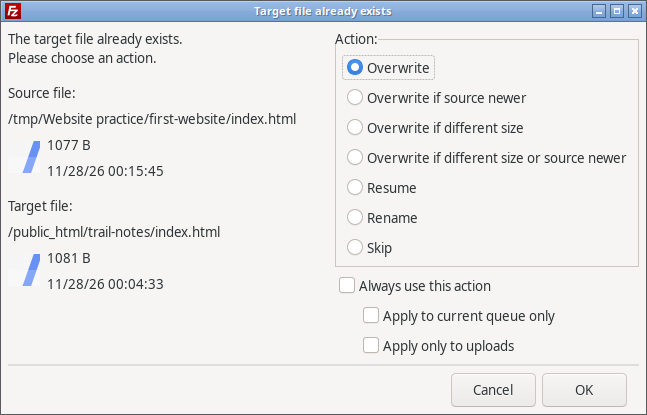 Target file already exists
The target file already exists.
Please choose an action.
Source file:
/tmp/Website practice/first-website/index.html
1077 B
11/28/26 00:15:45
Target file:
/public_html/trail-notes/index.html
1081 B
11/28/26 00:04:33
Action:
Overwrite
Overwrite if source newer
Overwrite if different size
Overwrite if different size or source newer
Resume
Rename
Skip
Always use this action
Apply to current queue only
Apply only to uploads
Cancel
OK